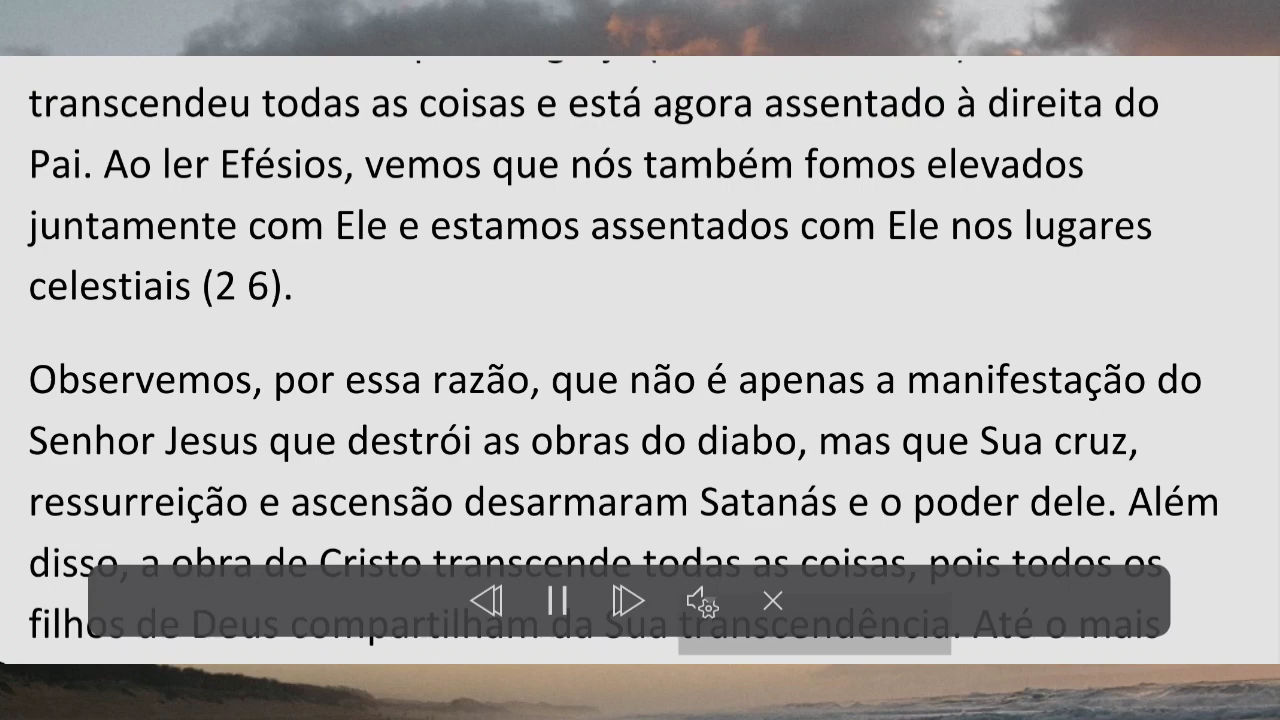 transcendeu todas as coisas e está agora assentado à direita do
Pai. Ao ler Efésios, vemos que nós também fomos elevados
juntamente com Ele e estamos assentados com Ele nos lugares
celestiais (2 6).
Observemos, por essa razão, que não é apenas a manifestação do
Senhor Jesus que destrói as obras do diabo, mas que Sua cruz,
ressurreição e ascensão desarmaram Satanás e o poder dele. Além
disso, a obra de Cristo transcende todas as coisas, pois todos os
filhos de Deus compartilham da Sua transcendência. Até o mais